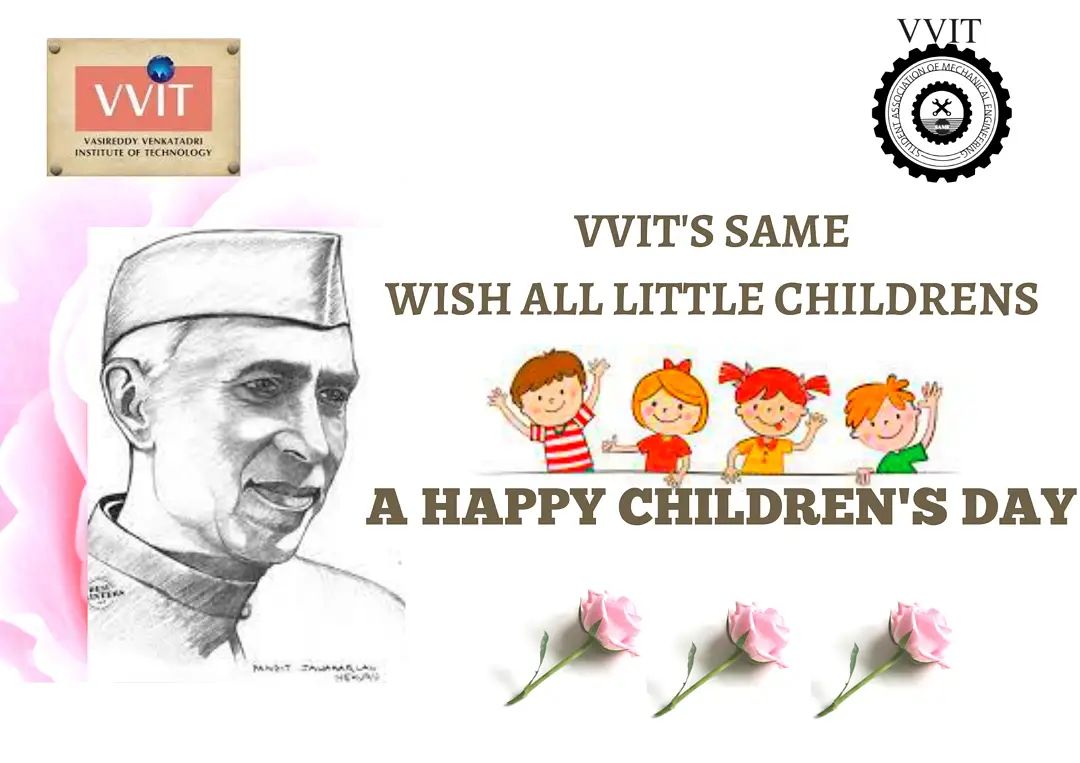 VVIT
VASIREDDY VENKATADRI
INSTITUTE OF TECHNOLOGY
VVIT
STUDENT ASSOCIATION OF MECHANICAL ENGINEERING
SAME
VVIT'S SAME
WISH ALL LITTLE CHILDRENS
A HAPPY CHILDREN'S DAY
PANDIT JAWAHARLAL
NEHRU